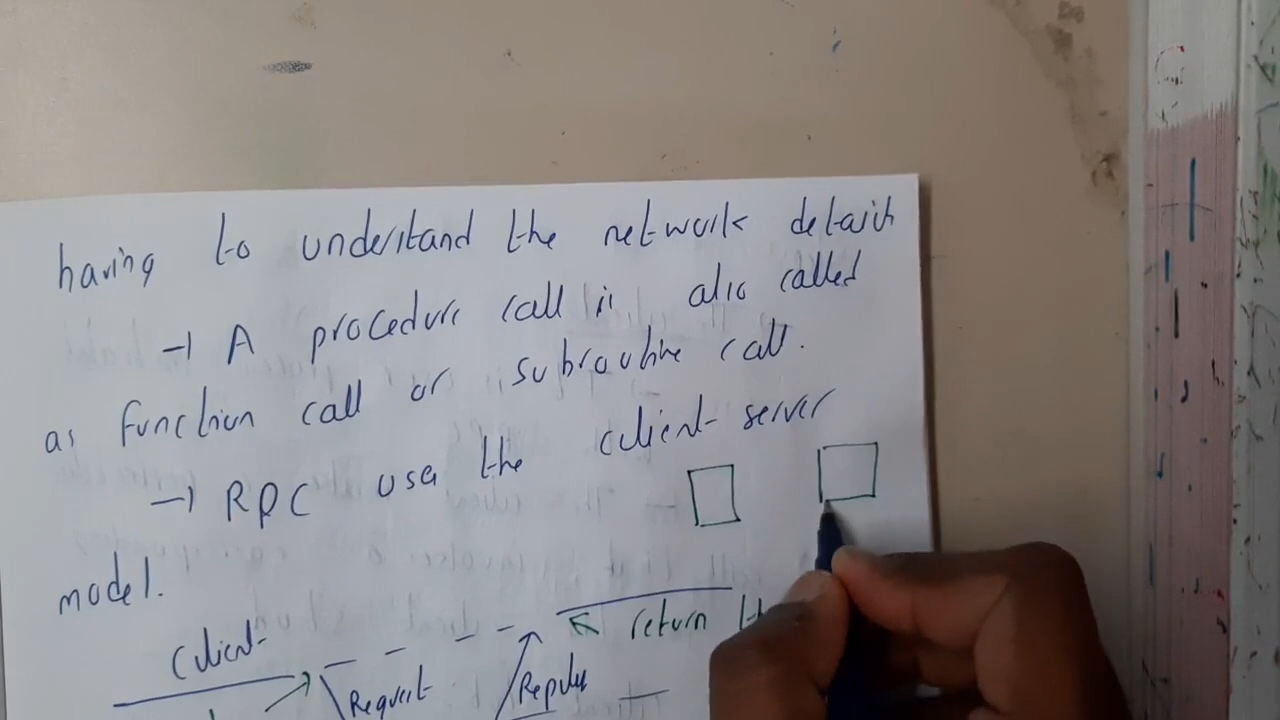 having to understand the network details
→ A procedure call is also called
as function call or subroutine call.
→ RPC uses the client-server
model.
Client
return
Request
Reply